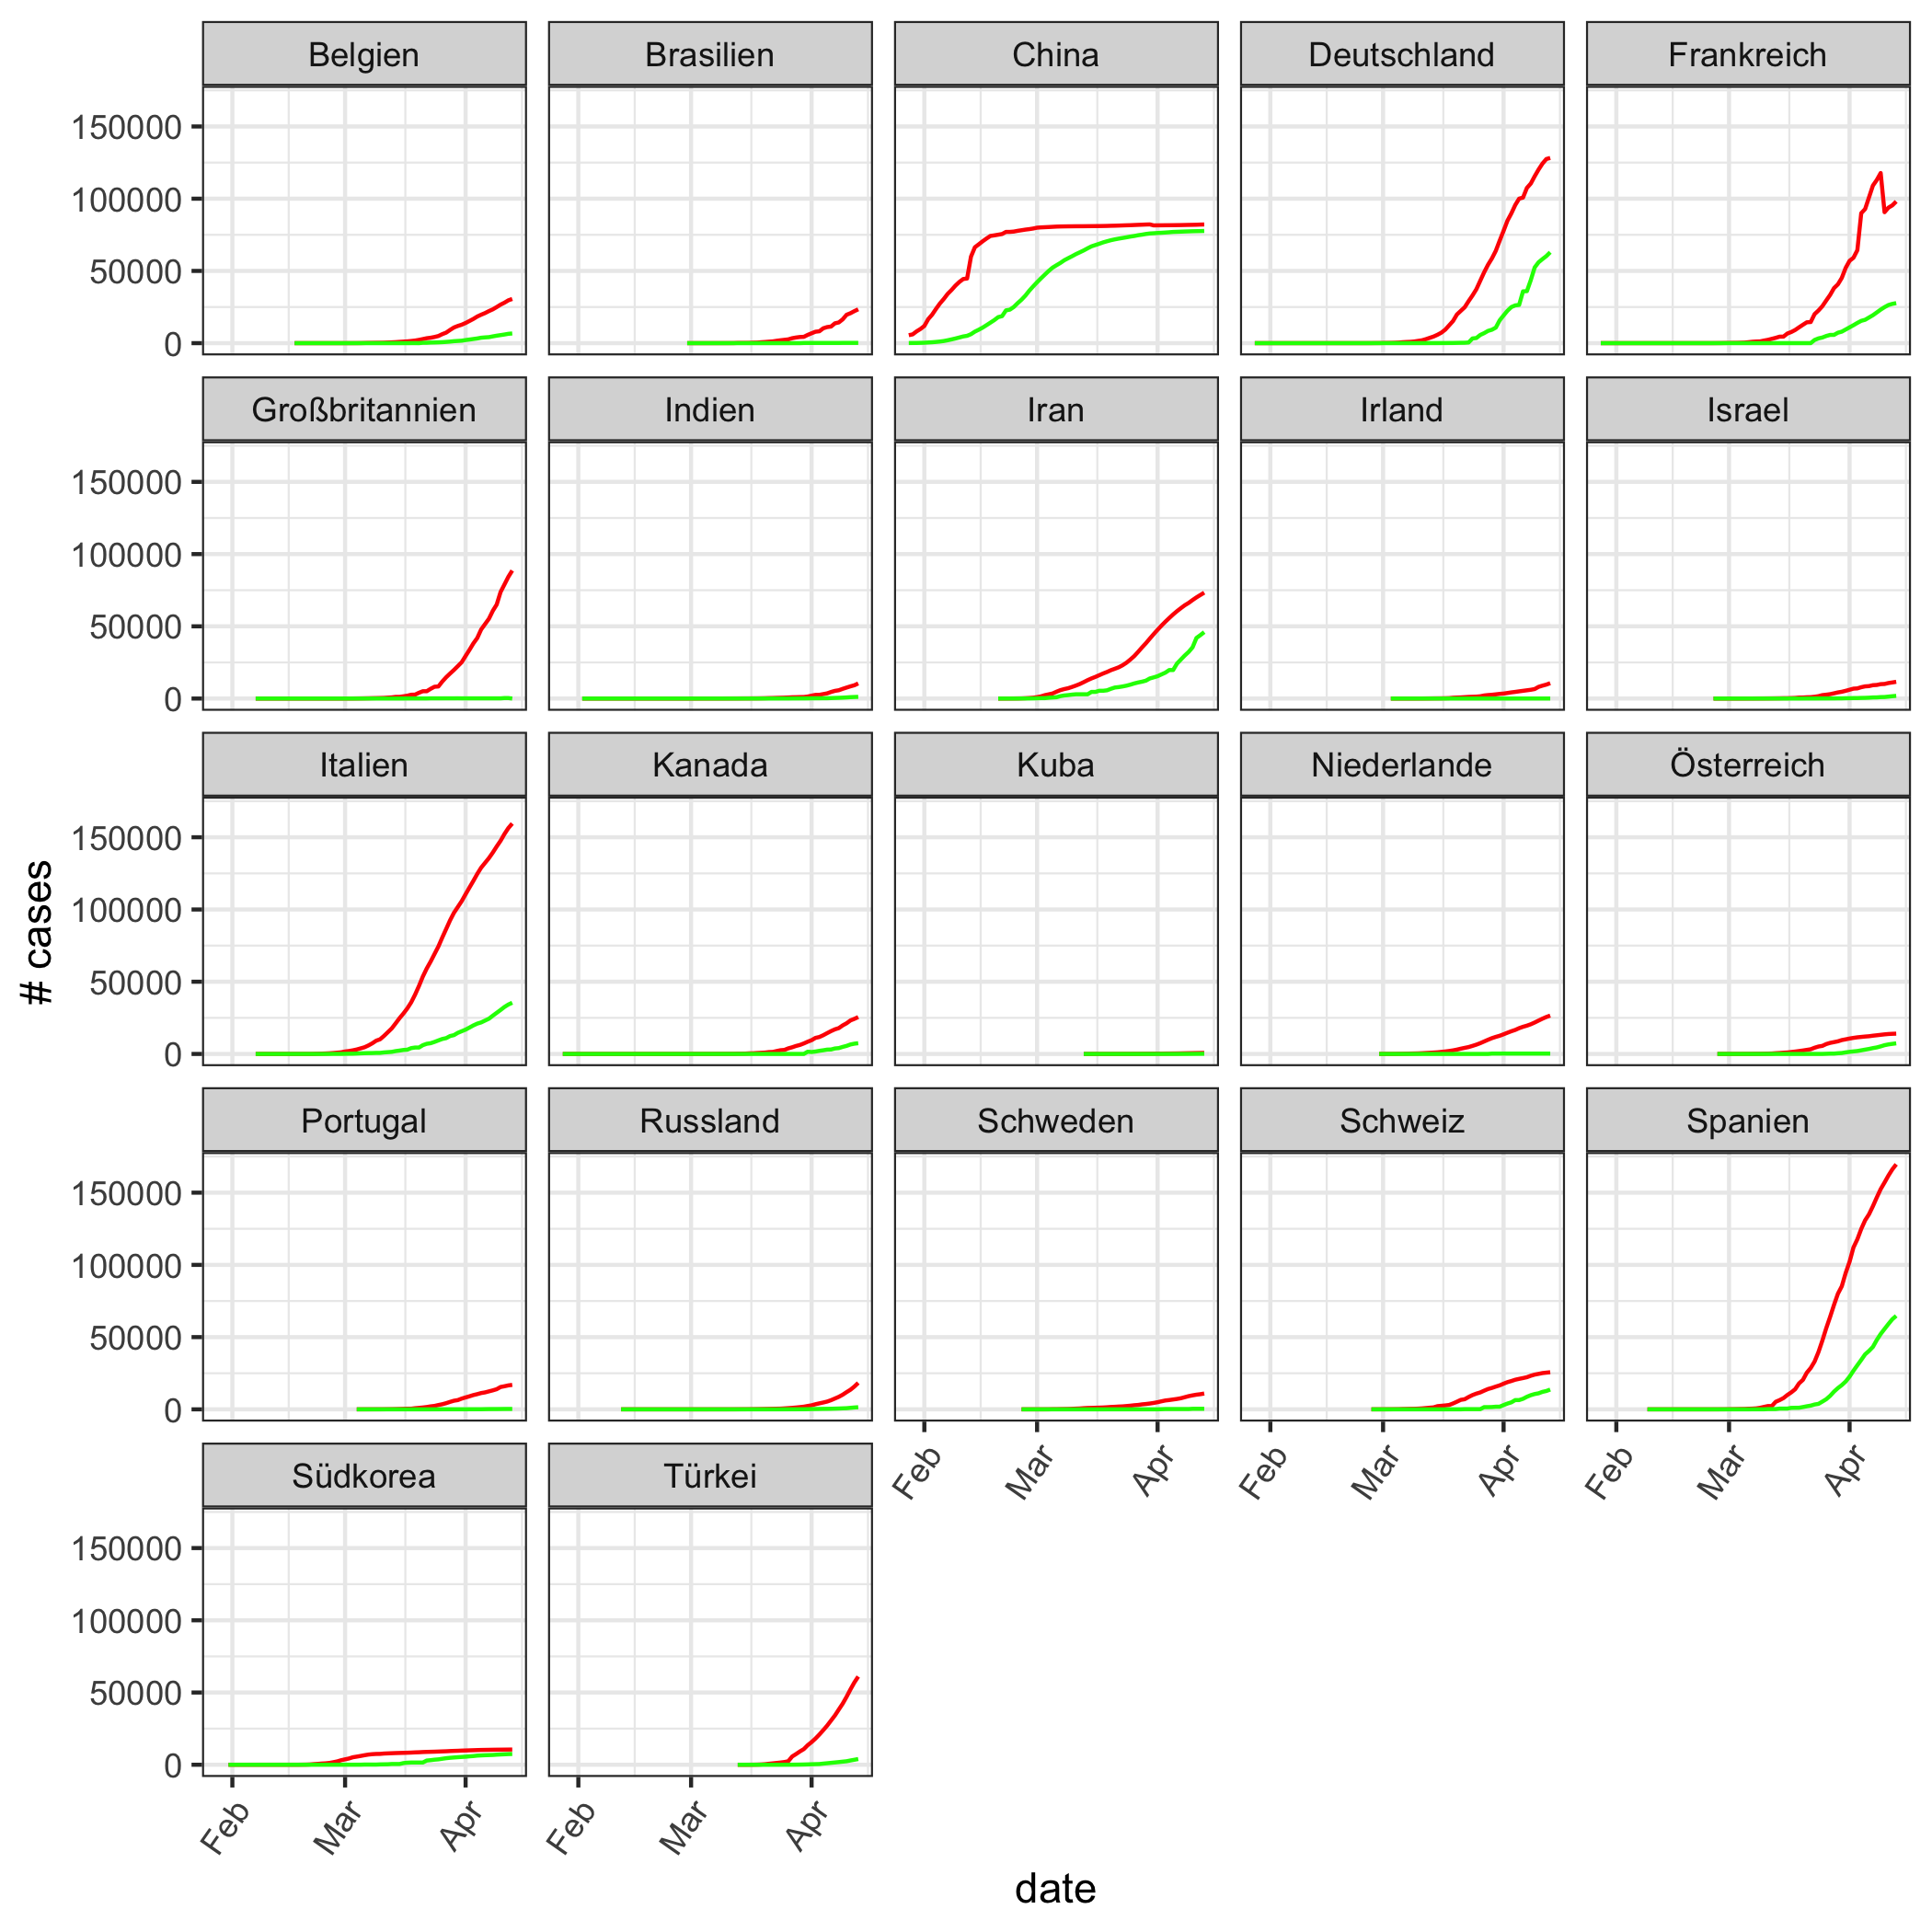 Belgien
Brasilien
China
Deutschland
Frankreich
150000
100000
50000
0
Großbritannien
Indien
Iran
Irland
Israel
150000
100000
50000
0
Italien
Kanada
Kuba
Niederlande
Österreich
150000
100000
50000
0
# cases
Portugal
Russland
Schweden
Schweiz
Spanien
150000
100000
50000
0
Feb
Mar
Apr
Feb
Mar
Apr
Feb
Mar
Apr
Südkorea
Türkei
150000
100000
50000
0
Feb
Mar
Apr
Feb
Mar
Apr
date